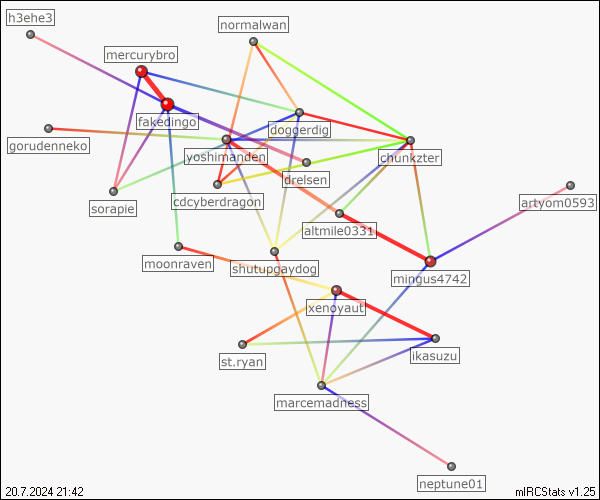 h3ehe3
normalwan
mercurybro
fakedingo
doggerdig
gorudenneko
yoshimanden
chunkzter
drelsen
sorapie
cdcyberdragon
artyom0593
altmile0331
moonraven
shutupgaydog
mingus4742
xenoyaut
st.ryan
ikasuzu
marcemadness
neptune01
20.7.2024 21:42
mIRCStats v1.25